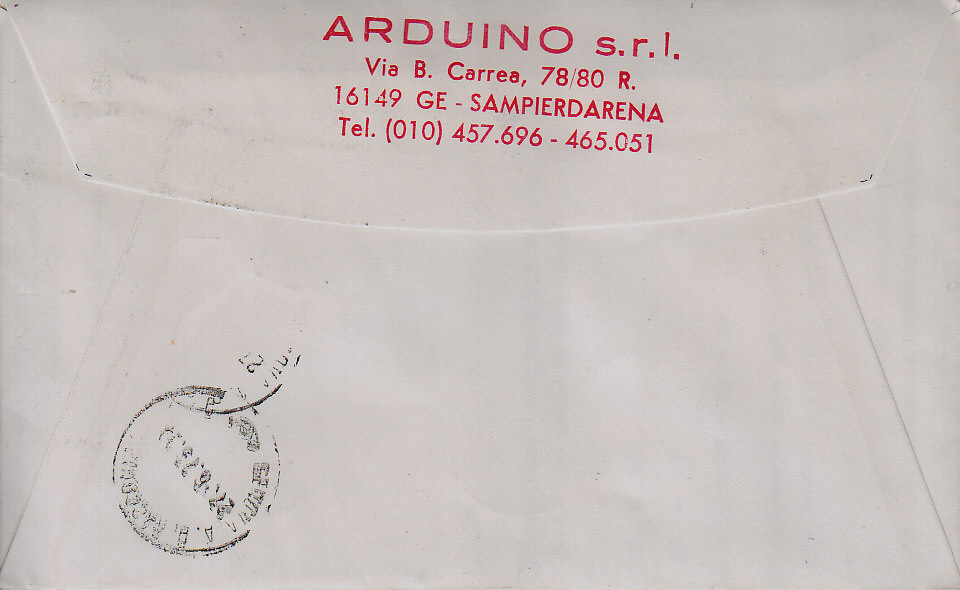 ARDUINO s.r.l.
Via B. Carrea, 78/80 R.
16149 GE - SAMPIERDARENA
Tel. (010) 457.696 - 465.051